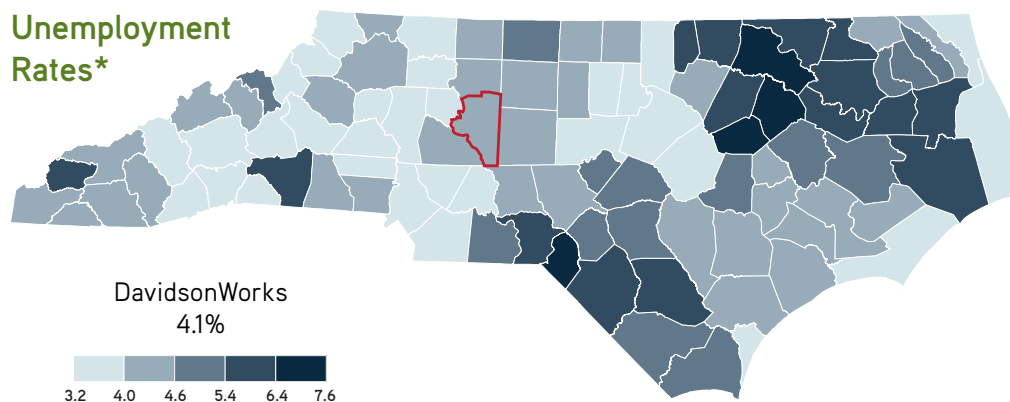 Unemployment
Rates*
DavidsonWorks
4.1%
3.2 4.0 4.6 5.4 6.4 7.6